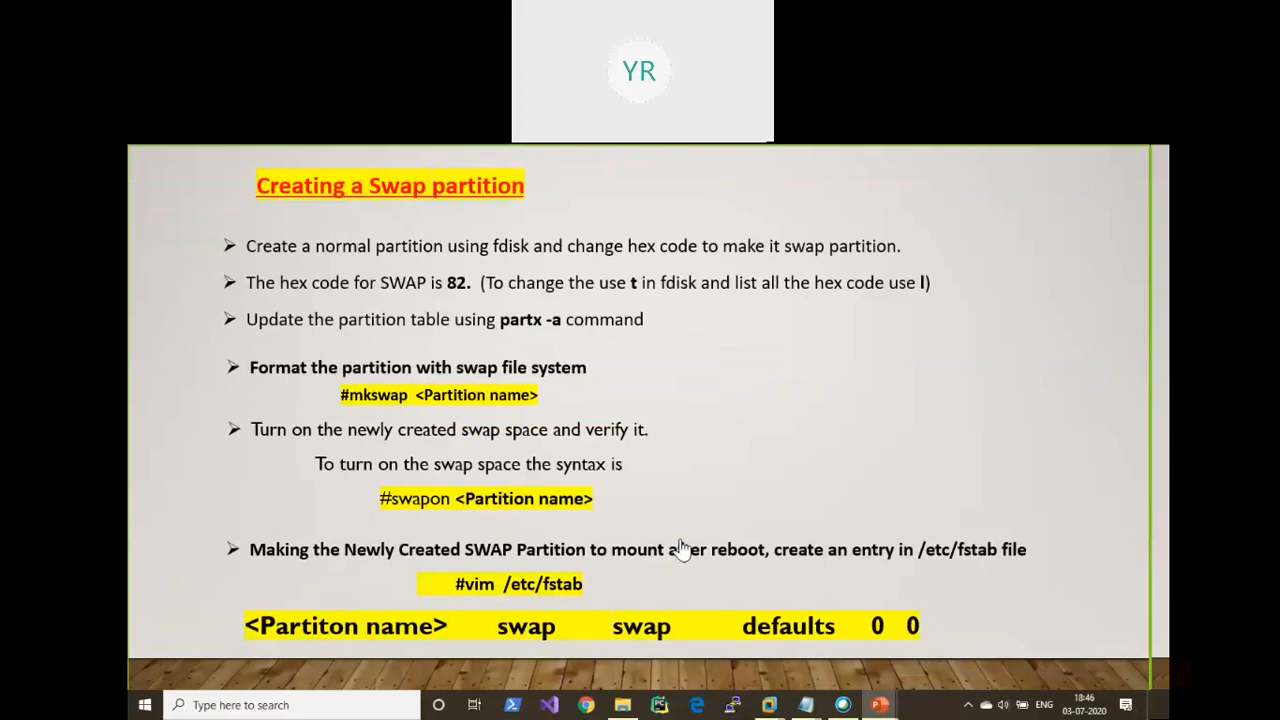 YR
Creating a Swap partition
Create a normal partition using fdisk and change hex code to make it swap partition.
The hex code for SWAP is 82. (To change the use t in fdisk and list all the hex code use l)
Update the partition table using partx -a command
Format the partition with swap file system
#mkswap <Partition name>
Turn on the newly created swap space and verify it.
To turn on the swap space the syntax is
#swapon <Partition name>
Making the Newly Created SWAP Partition to mount reboot, create an entry in /etc/fstab file
#vim /etc/fstab
<Partiton name> swap swap defaults 0 0
Type here to search
ENG
18:46
03-07-2020